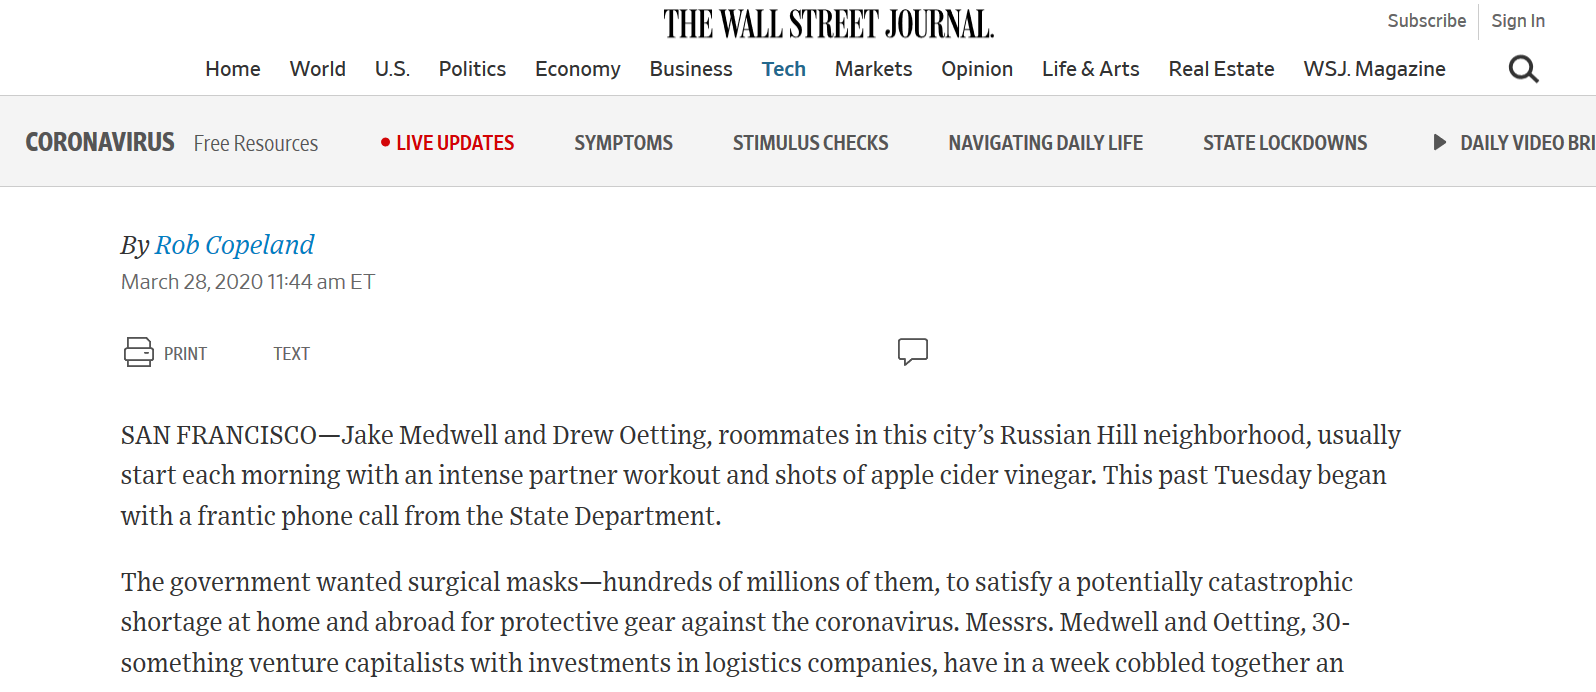 THE WALL STREET JOURNAL.
Subscribe Sign In
Home World U.S. Politics Economy Business Tech Markets Opinion Life & Arts Real Estate WSJ. Magazine
CORONAVIRUS Free Resources • LIVE UPDATES SYMPTOMS STIMULUS CHECKS NAVIGATING DAILY LIFE STATE LOCKDOWNS DAILY VIDEO BRI
By Rob Copeland
March 28, 2020 11:44 am ET
PRINT TEXT
SAN FRANCISCO—Jake Medwell and Drew Oetting, roommates in this city’s Russian Hill neighborhood, usually
start each morning with an intense partner workout and shots of apple cider vinegar. This past Tuesday began
with a frantic phone call from the State Department.
The government wanted surgical masks—hundreds of millions of them, to satisfy a potentially catastrophic
shortage at home and abroad for protective gear against the coronavirus. Messrs. Medwell and Oetting, 30-
something venture capitalists with investments in logistics companies, have in a week cobbled together an